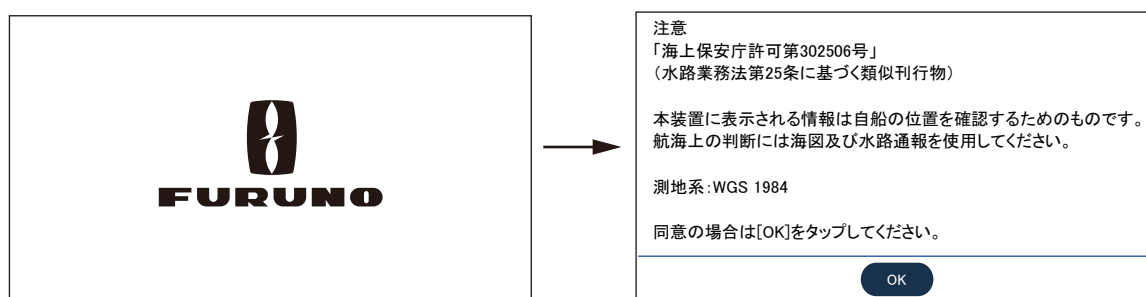 FURUNO
注意
「海上保安庁許可第302506号」
（水路業務法第25条に基づく類似刊行物）
本装置に表示される情報は自船の位置を確認するためのものです。
航海上の判断には海図及び水路通報を使用してください。
測地系：WGS 1984
同意の場合は[OK]をタップしてください。
OK